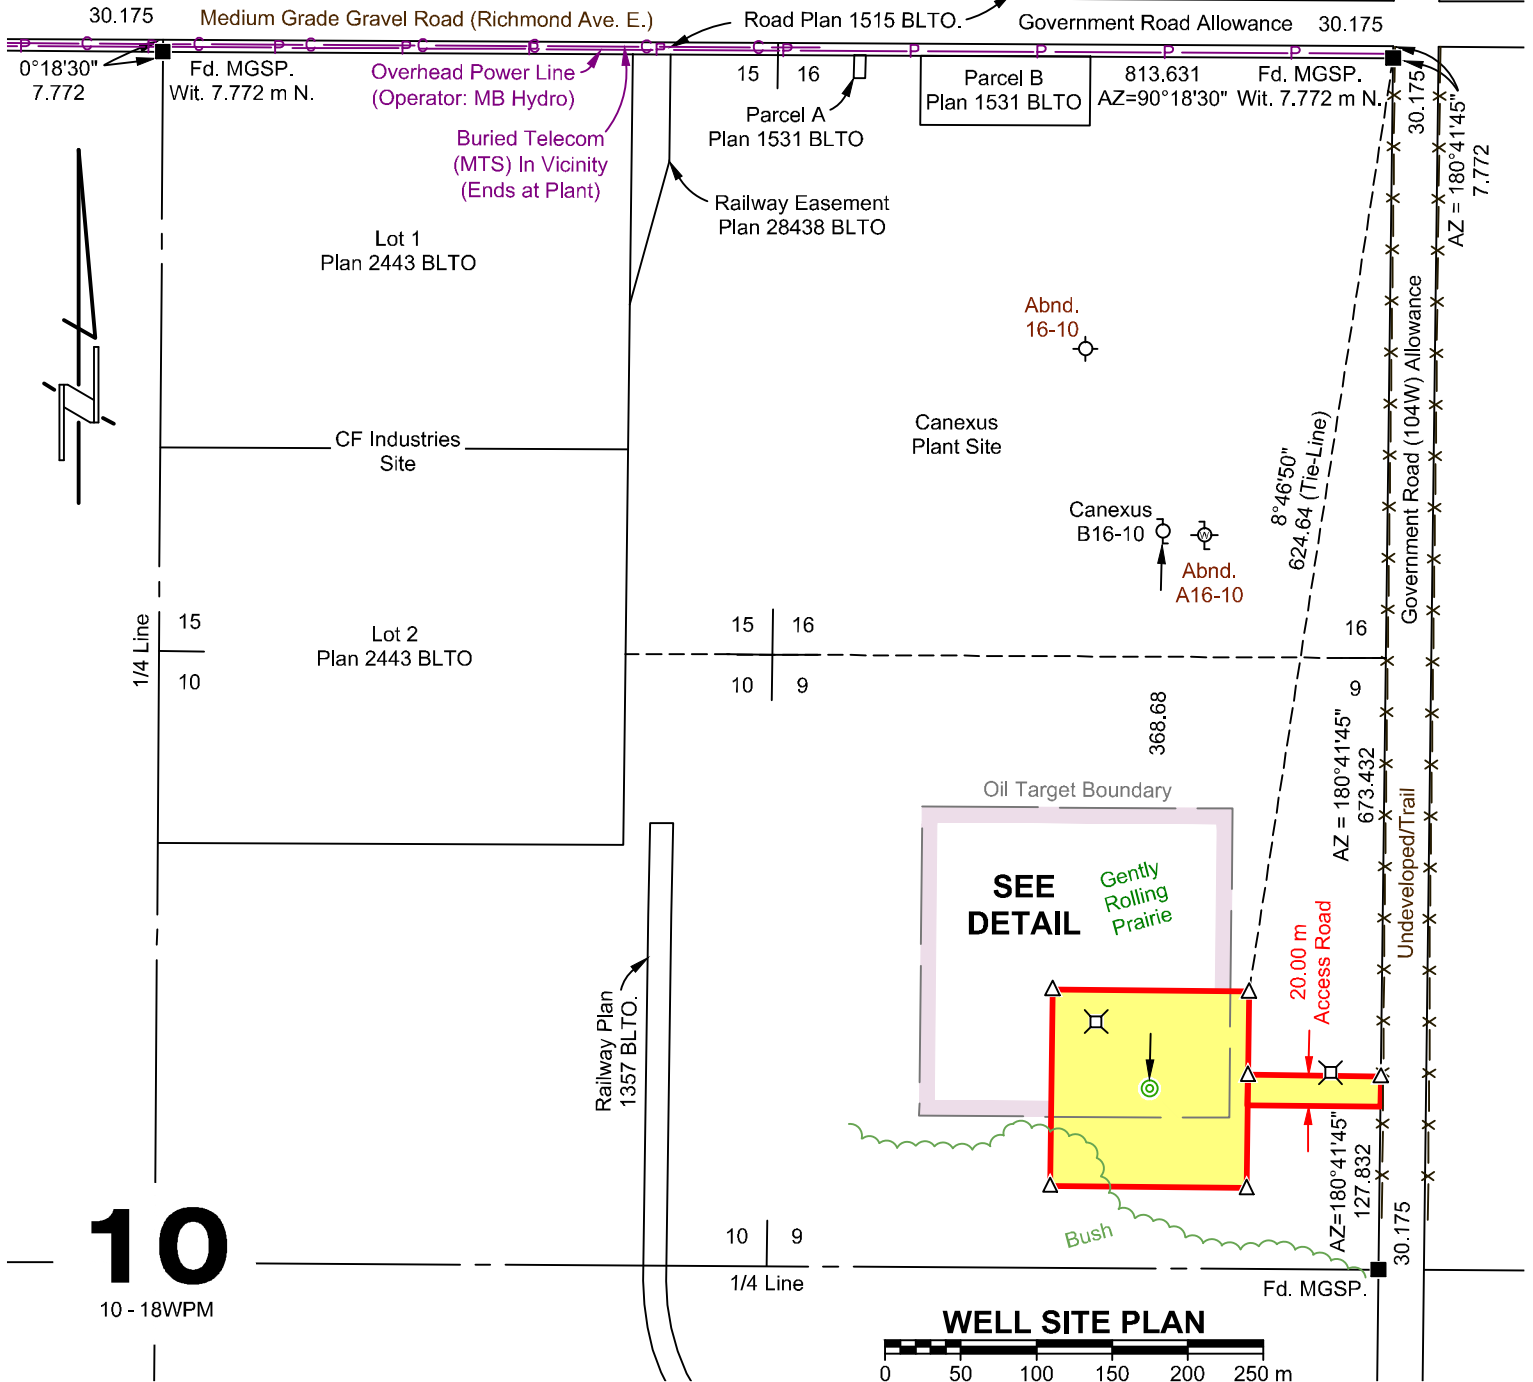 30.175
Medium Grade Gravel Road (Richmond Ave. E.)
Road Plan 1515 BLTO.
Government Road Allowance
30.175
P C P C P C P C P C P C P P P P P
0°18'30"
7.772
Fd. MGSP.
Wit. 7.772 m N.
Overhead Power Line
(Operator: MB Hydro)
Buried Telecom
(MTS) In Vicinity
(Ends at Plant)
15
16
Parcel A
Plan 1531 BLTO
Parcel B
Plan 1531 BLTO
813.631
AZ=90°18'30"
Fd. MGSP.
Wit. 7.772 m N.
30.175
AZ = 180°41'45"
7.772
Railway Easement
Plan 28438 BLTO
Lot 1
Plan 2443 BLTO
Abnd.
16-10
Canexus
Plant Site
CF Industries
Site
Government Road (104W) Allowance
8°46'50"
624.64 (Tie-Line)
Canexus
B16-10
W
Abnd.
A16-10
1/4 Line
15
10
Lot 2
Plan 2443 BLTO
15
16
10
9
16
9
368.68
AZ = 180°41'45"
673.432
Undeveloped/Trail
Oil Target Boundary
SEE
DETAIL
Gently
Rolling
Prairie
20.00 m
Access Road
Railway Plan
1357 BLTO.
AZ=180°41'45"
127.832
30.175
Bush
10
10 - 18WPM
10
9
1/4 Line
Fd. MGSP.
WELL SITE PLAN
0 50 100 150 200 250 m